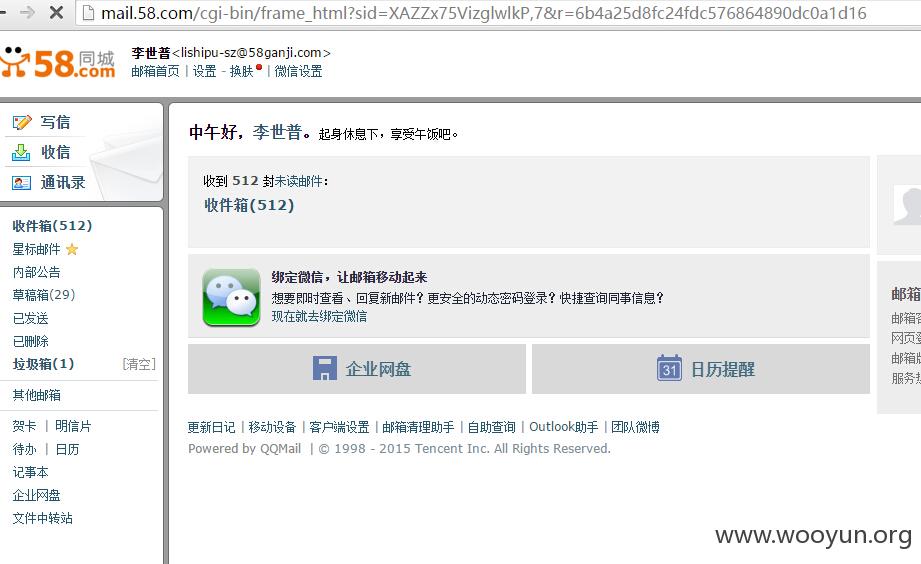 mail.58.com/cgi-bin/frame_html?sid=XAZZx75VizglwlkP,7&r=6b4a25d8fc24fdc576864890dc0a1d16
58同城
.com
李世普<lishipu-sz@58ganji.com>
邮箱首页 | 设置 - 换肤 | 微信设置
写信
收信
通讯录
收件箱(512)
星标邮件
内部公告
草稿箱(29)
已发送
已删除
垃圾箱(1) [清空]
其他邮箱
贺卡 | 明信片
待办 | 日历
记事本
企业网盘
文件中转站
中午好，李世普。起身休息下，享受午饭吧。
收到 512 封未读邮件：
收件箱(512)
绑定微信，让邮箱移动起来
想要即时查看、回复新邮件？更安全的动态密码登录？快捷查询同事信息？
现在就去绑定微信
企业网盘
31 日历提醒
更新日记 | 移动设备 | 客户端设置 | 邮箱清理助手 | 自助查询 | Outlook助手 | 团队微博
Powered by QQMail | © 1998 - 2015 Tencent Inc. All Rights Reserved.
邮箱
邮箱
网页
邮箱
服务
www.wooyun.org